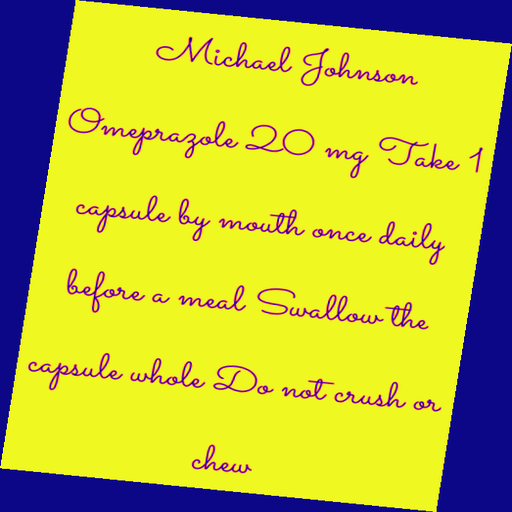 Michael Johnson
Omeprazole 20 mg Take 1
capsule by mouth once daily
before a meal Swallow the
capsule whole Do not crush or
chew